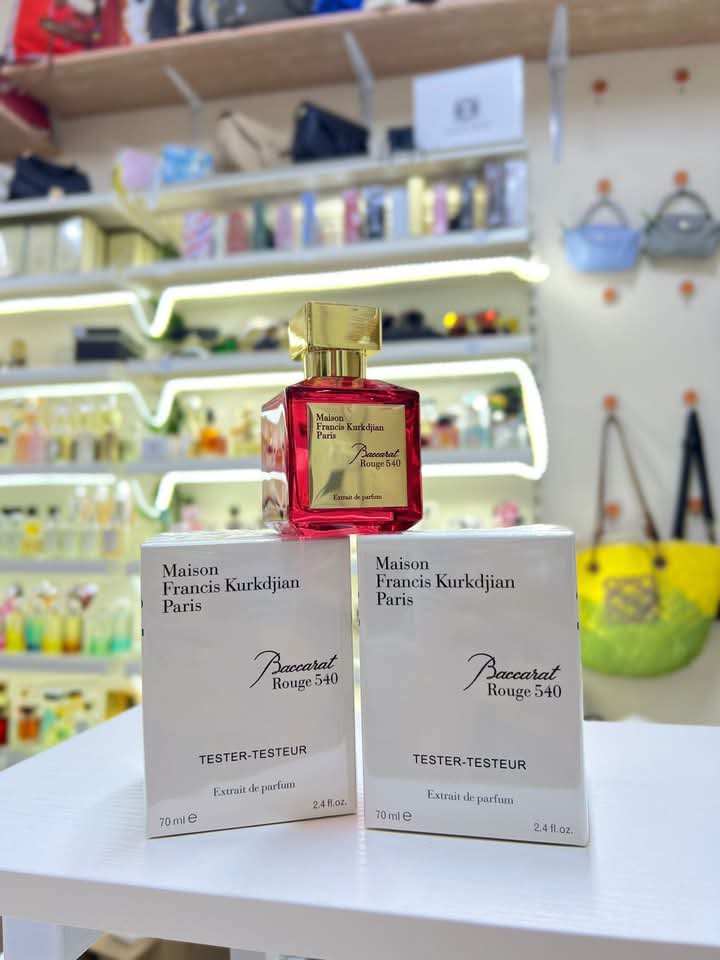 Maison
Francis Kurkdjian
Paris
Baccarat
Rouge 540
Extrait de parfum
Maison
Francis Kurkdjian
Paris
Baccarat
Rouge 540
TESTER-TESTEUR
Extrait de parfum
70 ml e
2.4 fl.oz.
Maison
Francis Kurkdjian
Paris
Baccarat
Rouge 540
TESTER-TESTEUR
Extrait de parfum
70 ml e
2.4 fl.oz.